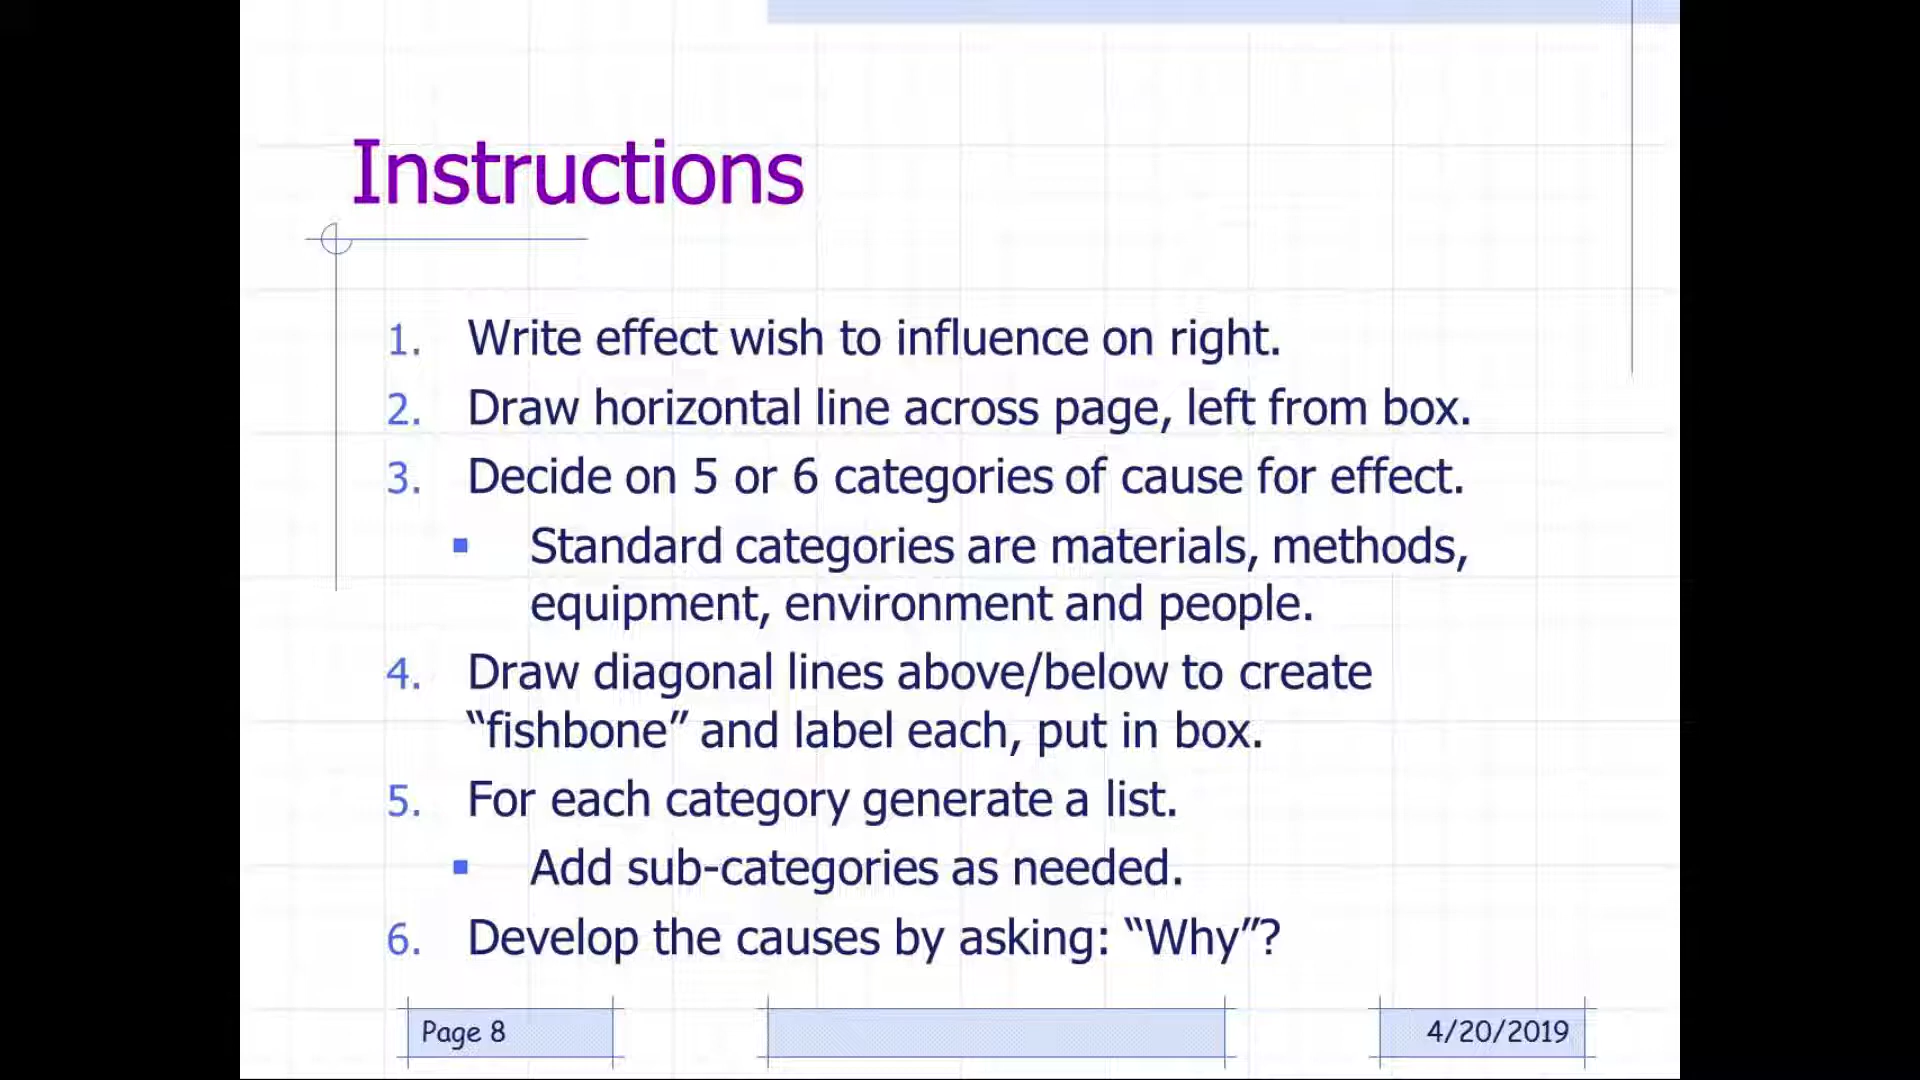 Instructions
1. Write effect wish to influence on right.
2. Draw horizontal line across page, left from box.
3. Decide on 5 or 6 categories of cause for effect.
▪ Standard categories are materials, methods,
equipment, environment and people.
4. Draw diagonal lines above/below to create
“fishbone” and label each, put in box.
5. For each category generate a list.
▪ Add sub-categories as needed.
6. Develop the causes by asking: “Why”?
Page 8
4/20/2019